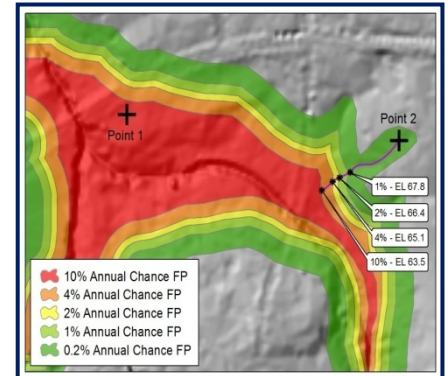 Point 1
Point 2
1% - EL 67.8
2% - EL 66.4
4% - EL 65.1
10% - EL 63.5
10% Annual Chance FP
4% Annual Chance FP
2% Annual Chance FP
1% Annual Chance FP
0.2% Annual Chance FP